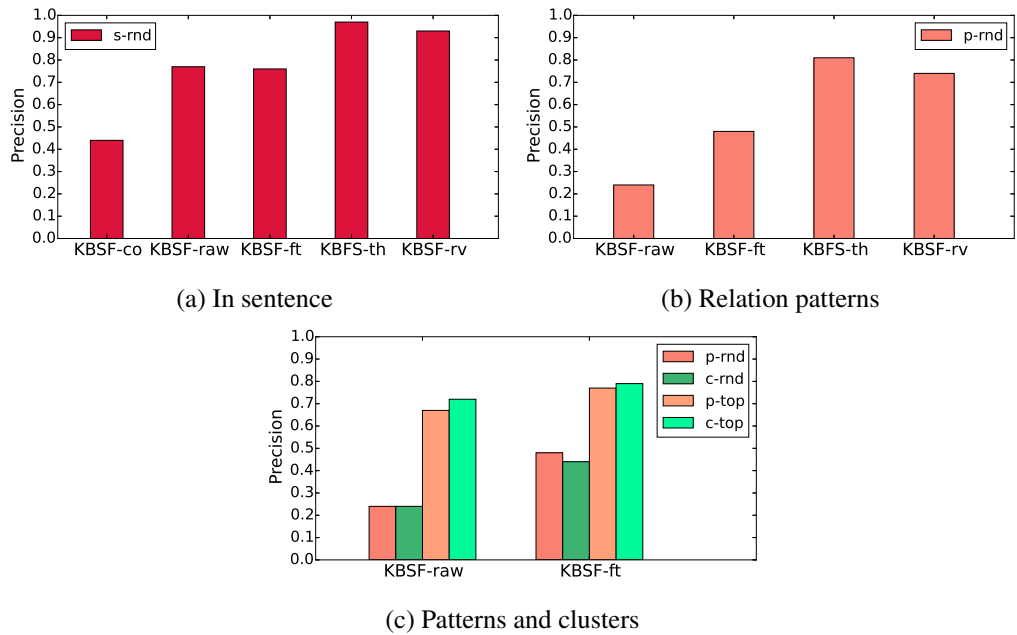 1.0
0.9
0.8
0.7
0.6
0.5
0.4
0.3
0.2
0.1
0.0
Precision
s-rnd
KBSF-co KBSF-raw KBSF-ft KBFS-th KBSF-rv
(a) In sentence
1.0
0.9
0.8
0.7
0.6
0.5
0.4
0.3
0.2
0.1
0.0
Precision
p-rnd
KBSF-raw KBSF-ft KBFS-th KBSF-rv
(b) Relation patterns
1.0
0.9
0.8
0.7
0.6
0.5
0.4
0.3
0.2
0.1
0.0
Precision
p-rnd
c-rnd
p-top
c-top
KBSF-raw KBSF-ft
(c) Patterns and clusters